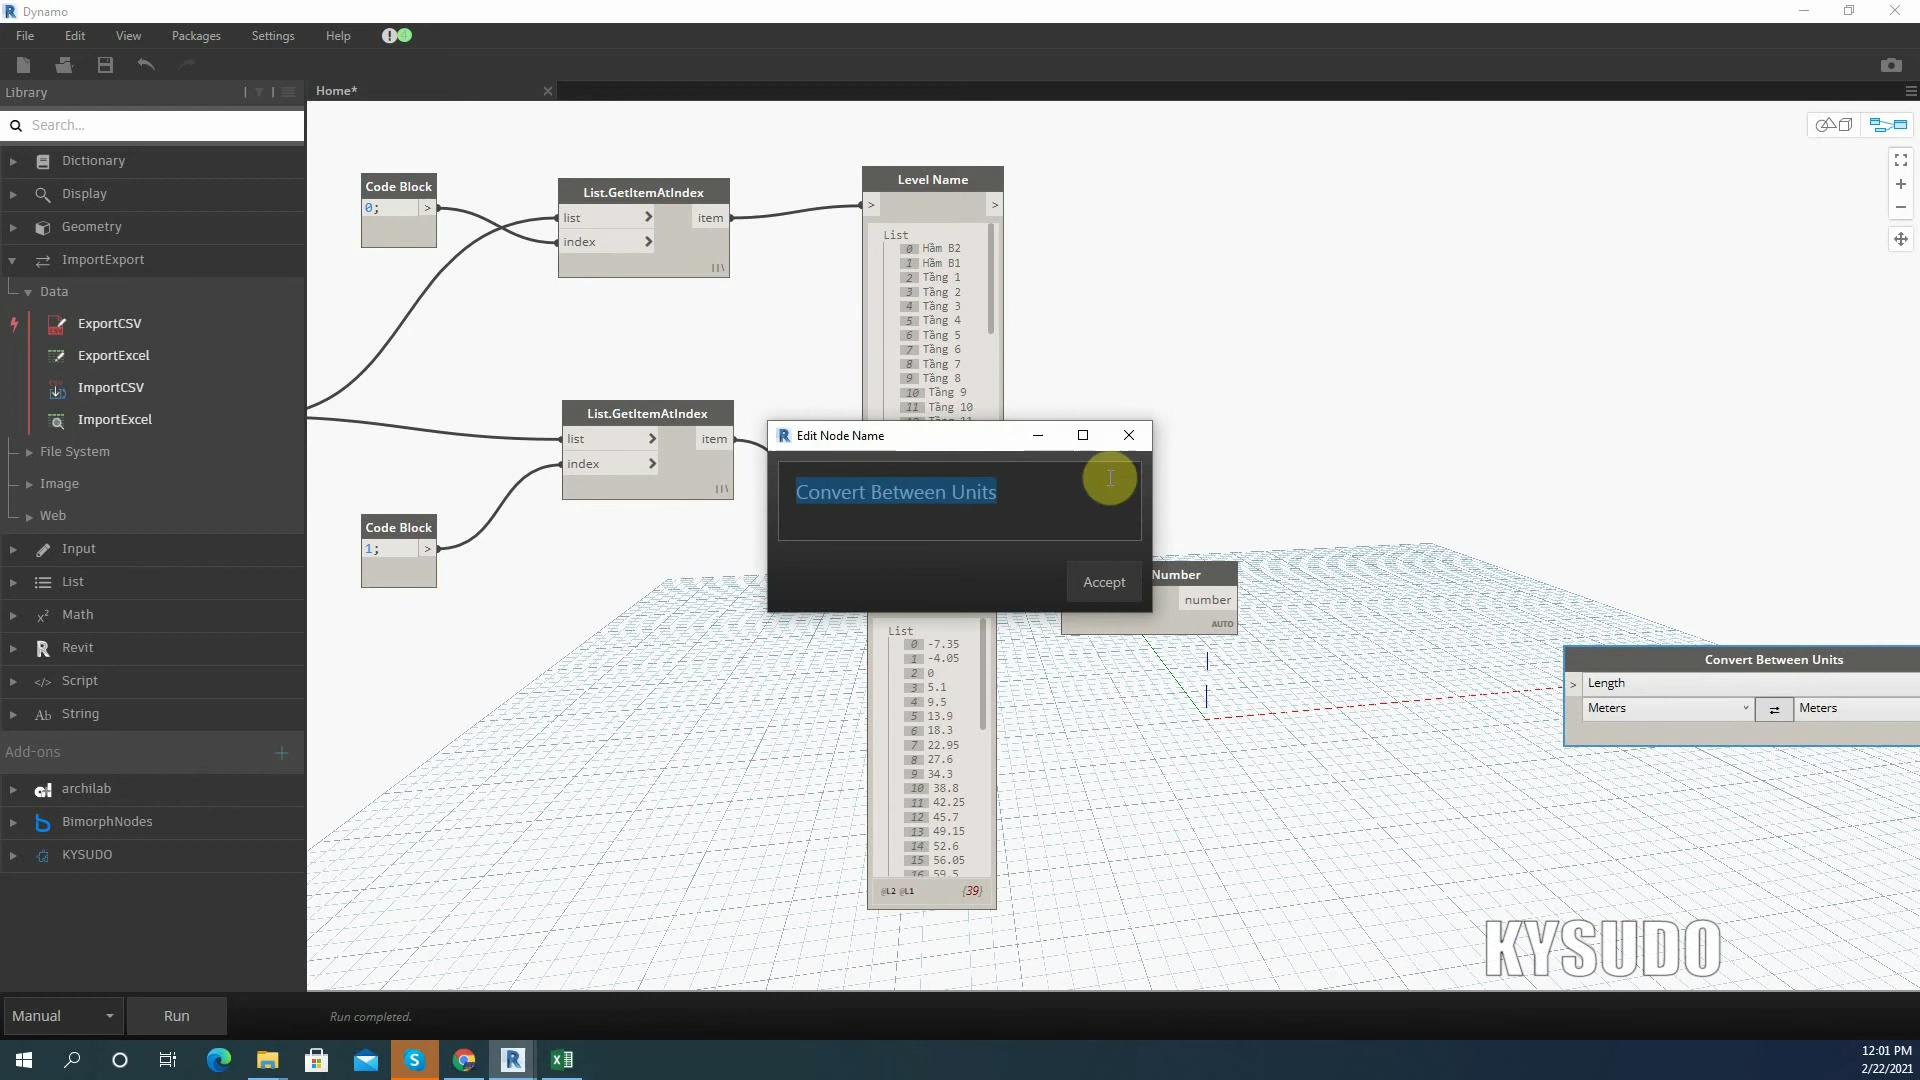 Dynamo
File Edit View Packages Settings Help
Library
Home*
Search...
Dictionary
Display
Geometry
ImportExport
Data
ExportCSV
ExportExcel
ImportCSV
ImportExcel
File System
Image
Web
Input
List
Math
Revit
Script
String
Add-ons
archilab
BimorphNodes
KYSUDO
Code Block
0; >
List.GetItemAtIndex
list > item
index >
Level Name
> >
List
0 Hầm B2
1 Hầm B1
2 Tầng 1
3 Tầng 2
4 Tầng 3
5 Tầng 4
6 Tầng 5
7 Tầng 6
8 Tầng 7
9 Tầng 8
10 Tầng 9
11 Tầng 10
List.GetItemAtIndex
list > item
index >
Code Block
1; >
Edit Node Name
Convert Between Units
Accept
Number
number
AUTO
List
0 -7.35
1 -4.05
2 0
3 5.1
4 9.5
5 13.9
6 18.3
7 22.95
8 27.6
9 34.3
10 38.8
11 42.25
12 45.7
13 49.15
14 52.6
15 56.05
16 59.5
@L2 @L1 {39}
Convert Between Units
> Length
Meters Meters
KYSUDO
Manual Run Run completed.
12:01 PM
2/22/2021